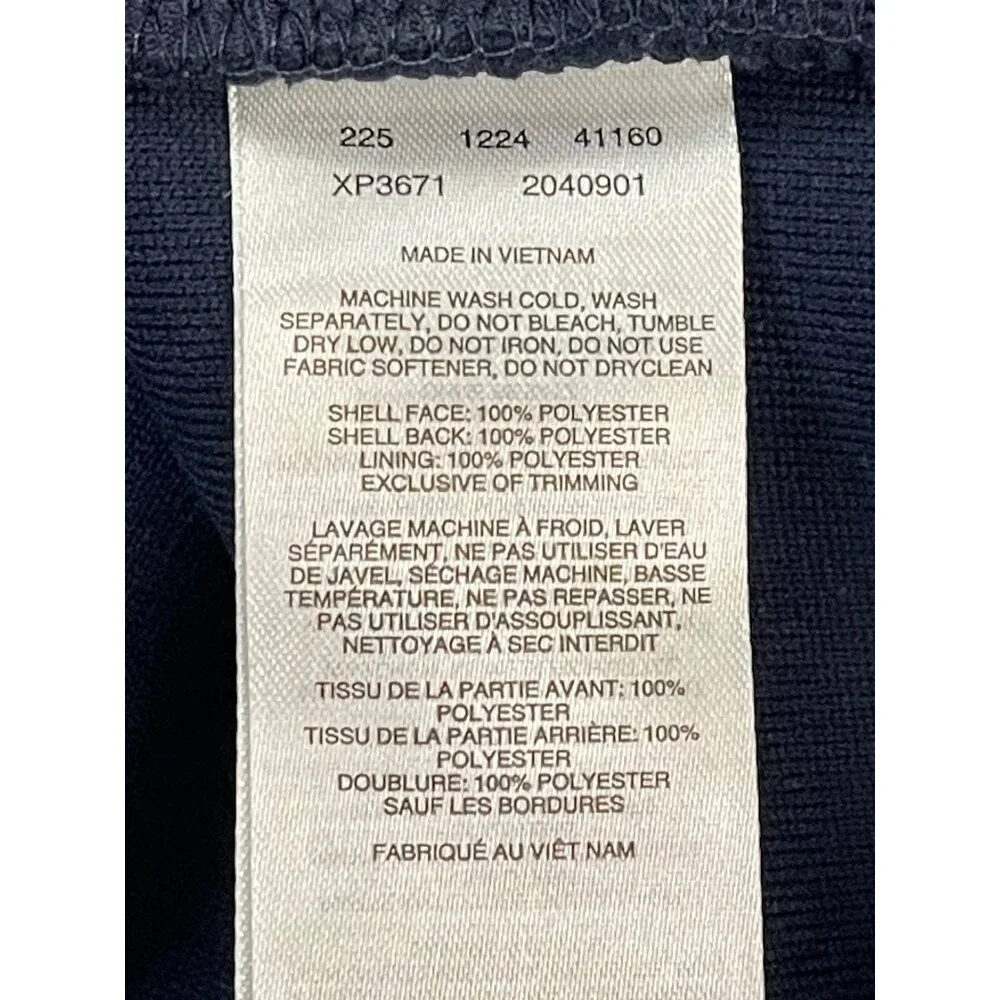 225 1224 41160
XP3671 2040901
MADE IN VIETNAM
MACHINE WASH COLD, WASH
SEPARATELY, DO NOT BLEACH, TUMBLE
DRY LOW, DO NOT IRON, DO NOT USE
FABRIC SOFTENER, DO NOT DRYCLEAN
SHELL FACE: 100% POLYESTER
SHELL BACK: 100% POLYESTER
LINING: 100% POLYESTER
EXCLUSIVE OF TRIMMING
LAVAGE MACHINE À FROID, LAVER
SÉPARÉMENT, NE PAS UTILISER D'EAU
DE JAVEL, SÉCHAGE MACHINE, BASSE
TEMPÉRATURE, NE PAS REPASSER, NE
PAS UTILISER D'ASSOUPLISSANT,
NETTOYAGE À SEC INTERDIT
TISSU DE LA PARTIE AVANT: 100%
POLYESTER
TISSU DE LA PARTIE ARRIÈRE: 100%
POLYESTER
DOUBLURE: 100% POLYESTER
SAUF LES BORDURES
FABRIQUÉ AU VIÊT NAM